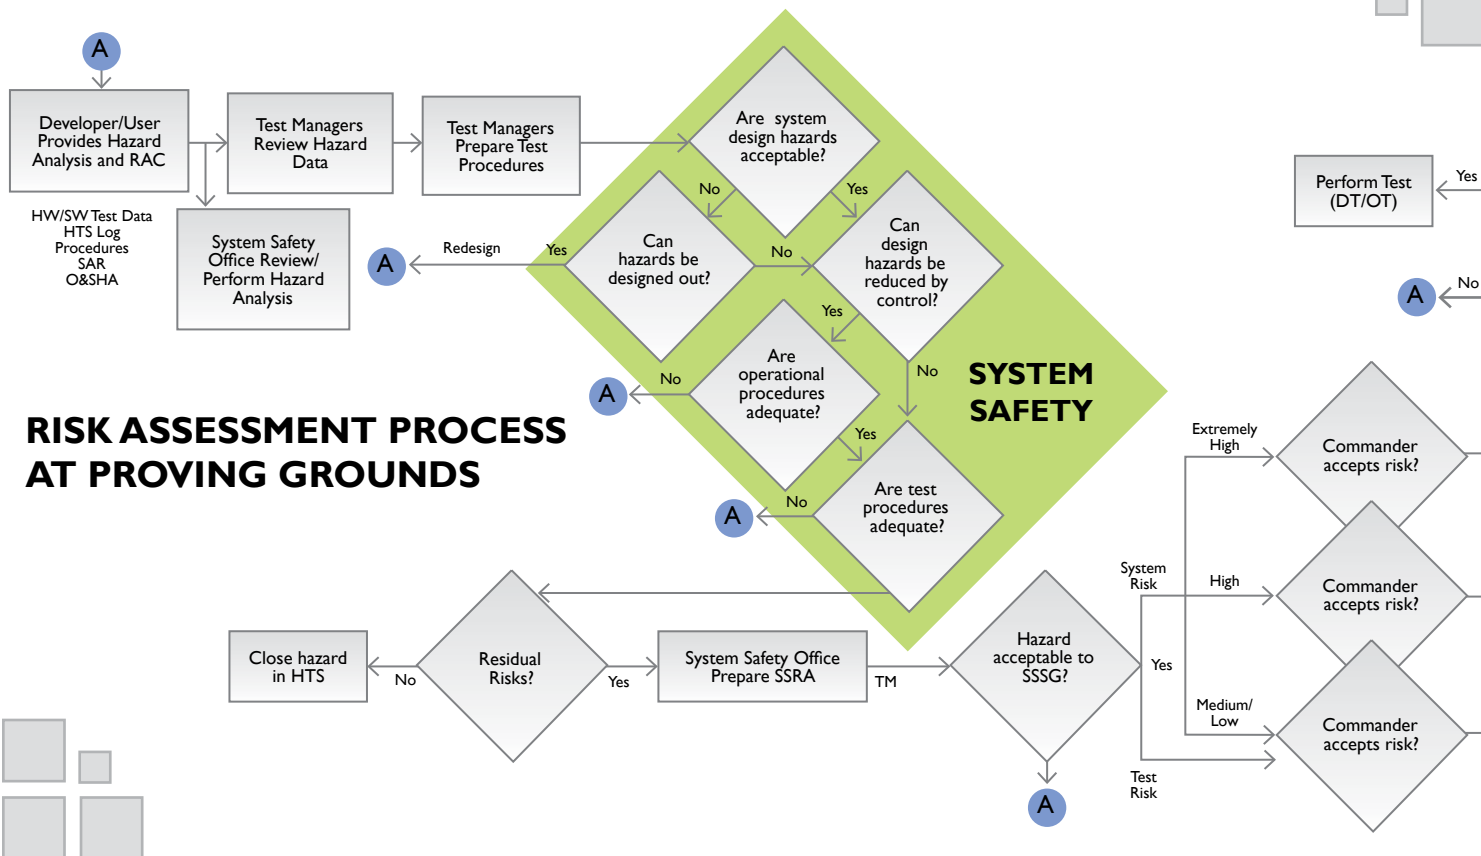 A
Developer/User
Provides Hazard
Analysis and RAC
HW/SW Test Data
HTS Log
Procedures
SAR
O&SHA
Test Managers
Review Hazard
Data
System Safety
Office Review/
Perform Hazard
Analysis
Test Managers
Prepare Test
Procedures
Are system
design hazards
acceptable?
No
Yes
Can
hazards be
designed out?
Yes
Redesign
A
No
Can
design
hazards be
reduced by
control?
Yes
No
Are
operational
procedures
adequate?
No
A
Yes
Are test
procedures
adequate?
No
A
SYSTEM
SAFETY
RISK ASSESSMENT PROCESS
AT PROVING GROUNDS
Perform Test
(DT/OT)
Yes
A
No
Close hazard
in HTS
No
Residual
Risks?
Yes
System Safety Office
Prepare SSRA
TM
Hazard
acceptable to
SSSG?
A
Yes
System
Risk
Test
Risk
Extremely
High
High
Medium/
Low
Commander
accepts risk?
Commander
accepts risk?
Commander
accepts risk?